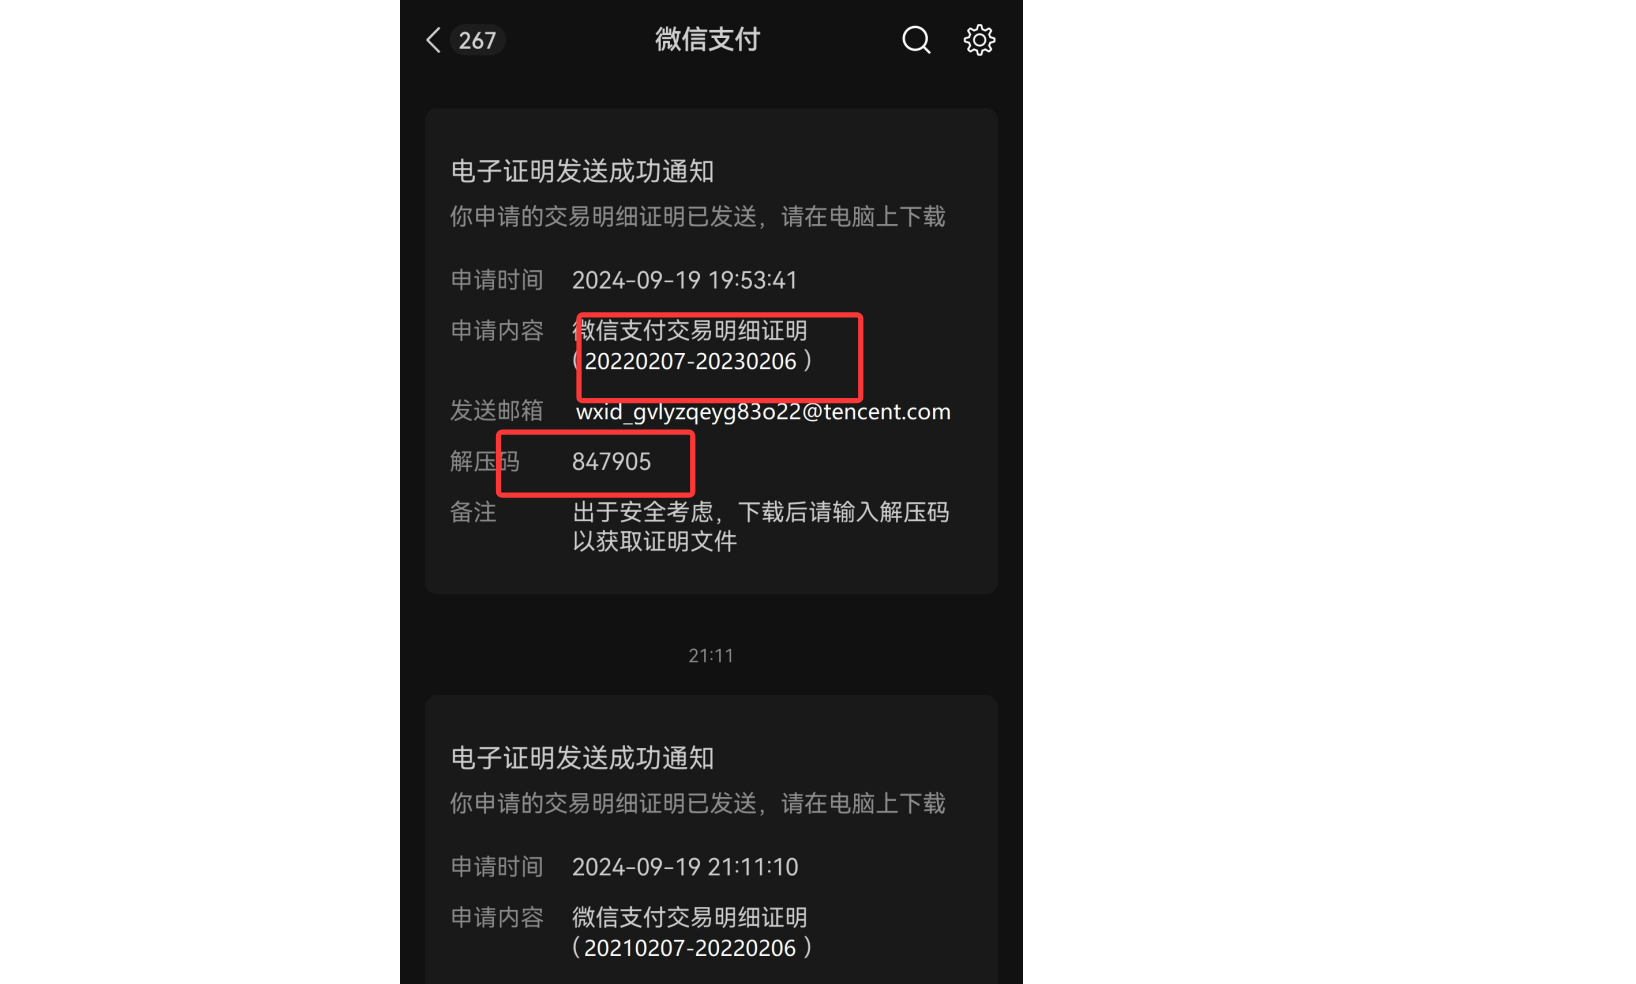 267
微信支付
电子证明发送成功通知
你申请的交易明细证明已发送，请在电脑上下载
申请时间 2024-09-19 19:53:41
申请内容 微信支付交易明细证明
（20220207-20230206）
发送邮箱 wxid_gvlyzqeyg83o22@tencent.com
解压码 847905
备注 出于安全考虑，下载后请输入解压码
以获取证明文件
21:11
电子证明发送成功通知
你申请的交易明细证明已发送，请在电脑上下载
申请时间 2024-09-19 21:11:10
申请内容 微信支付交易明细证明
（20210207-20220206）